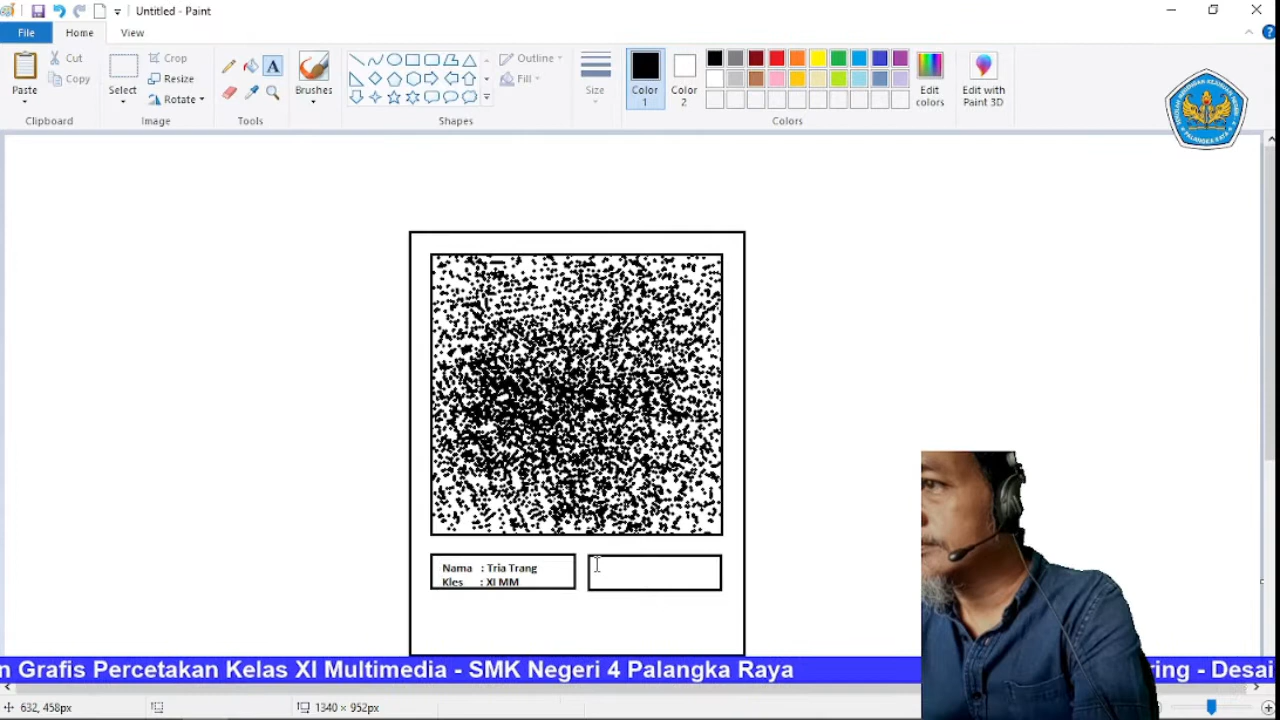 Untitled - Paint
File
Home
View
Paste
Cut
Copy
Clipboard
Select
Crop
Resize
Rotate
Image
A
Tools
Brushes
Shapes
Outline
Fill
Size
Color 1
Color 2
Edit colors
Edit with Paint 3D
Colors
PALANGKA RAYA
Nama : Tria Trang
Kles : XI MM
n Grafis Percetakan Kelas XI Multimedia - SMK Negeri 4 Palangka Raya
ring - Desai
632, 458px
1340 × 952px